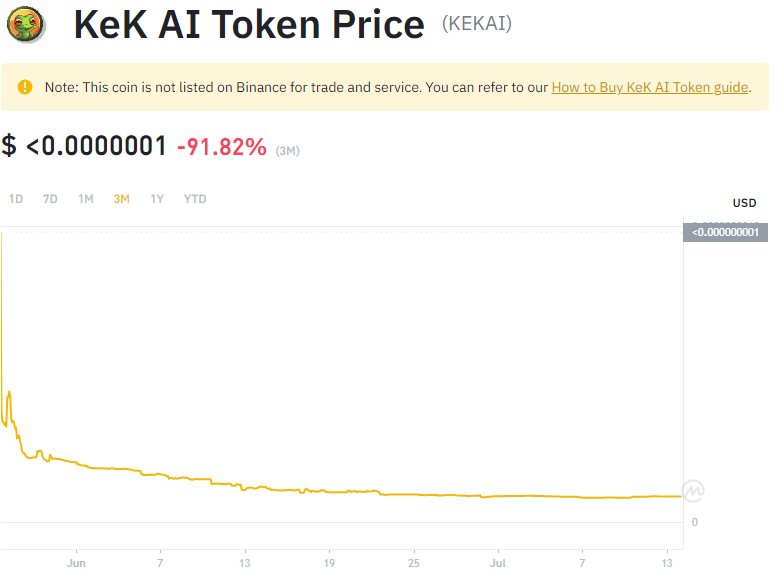 KeK AI Token Price (KEKAI)
Note: This coin is not listed on Binance for trade and service. You can refer to our How to Buy KeK AI Token guide.
$ <0.0000001 -91.82% (3M)
1D 7D 1M 3M 1Y YTD
USD
<0.000000001
0
Jun 7 13 19 25 Jul 7 13